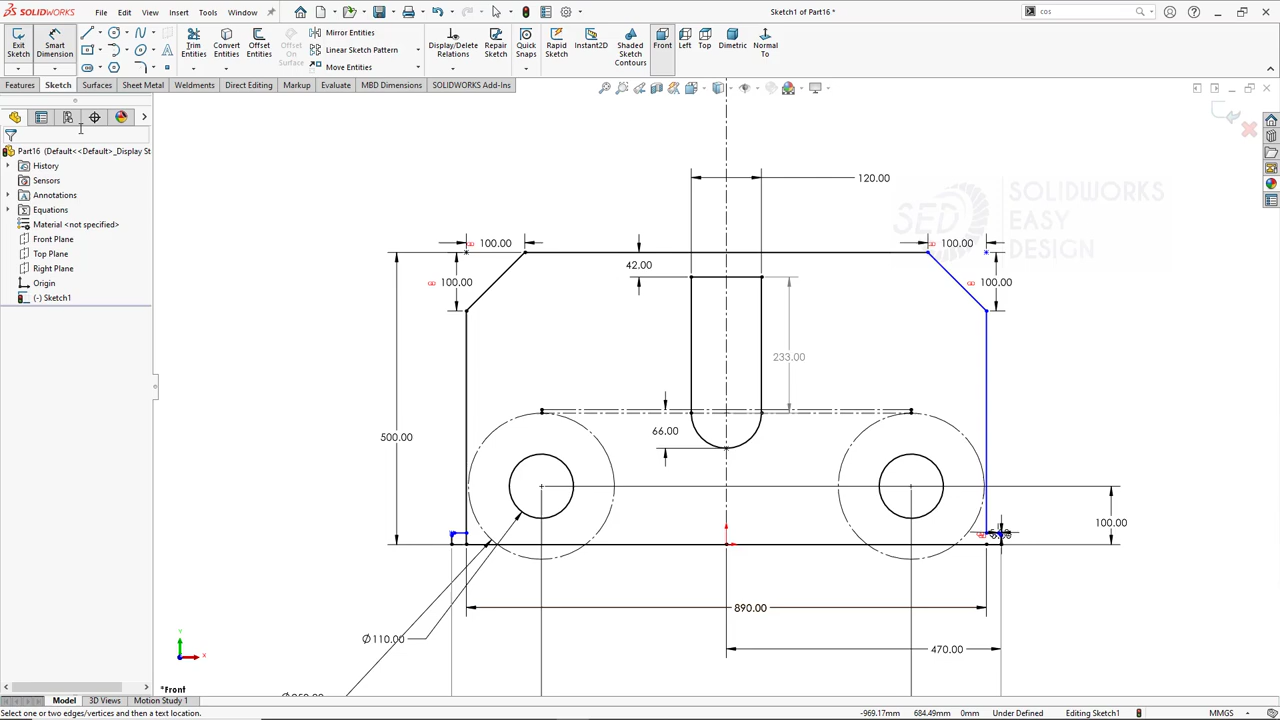 SOLIDWORKS File Edit View Insert Tools Window Sketch1 of Part16 * cos
Exit Sketch Smart Dimension Trim Entities Convert Entities Offset Entities Offset On Surface Mirror Entities Linear Sketch Pattern Move Entities Display/Delete Relations Repair Sketch Quick Snaps Rapid Sketch Instant2D Shaded Sketch Contours Front Left Top Dimetric Normal To
Features Sketch Surfaces Sheet Metal Weldments Direct Editing Markup Evaluate MBD Dimensions SOLIDWORKS Add-Ins
Part16 (Default<<Default>_Display St
History
Sensors
Annotations
Equations
Material <not specified>
Front Plane
Top Plane
Right Plane
Origin
(-) Sketch1
SED SOLIDWORKS
EASY
DESIGN
120.00
100.00 100.00
42.00
100.00 100.00
233.00
66.00
500.00
100.00
890.00
Ø110.00
470.00
Y
X
*Front
Model 3D Views Motion Study 1
Select one or two edges/vertices and then a text location. -969.17mm 684.49mm 0mm Under Defined Editing Sketch1 MMGS